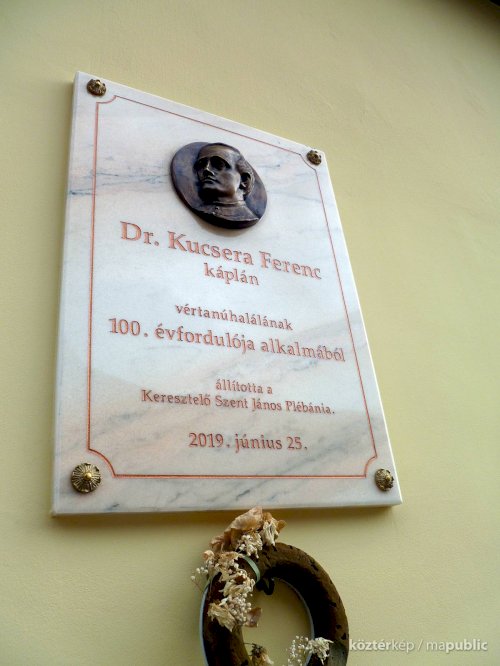 Dr. Kucsera Ferenc
káplán
vértanúhalálának
100. évfordulója alkalmából
állította a
Keresztelő Szent János Plébánia.
2019. június 25.
köztérkép / mapublic